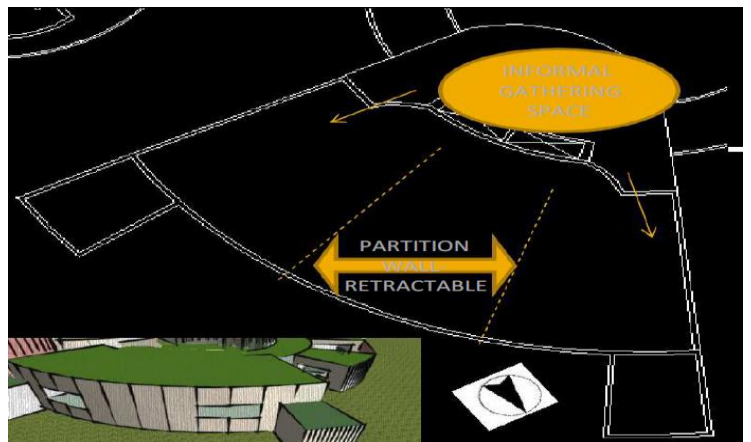 INFORMAL
GATHERING
SPACE
PARTITION
WALL
RETRACTABLE